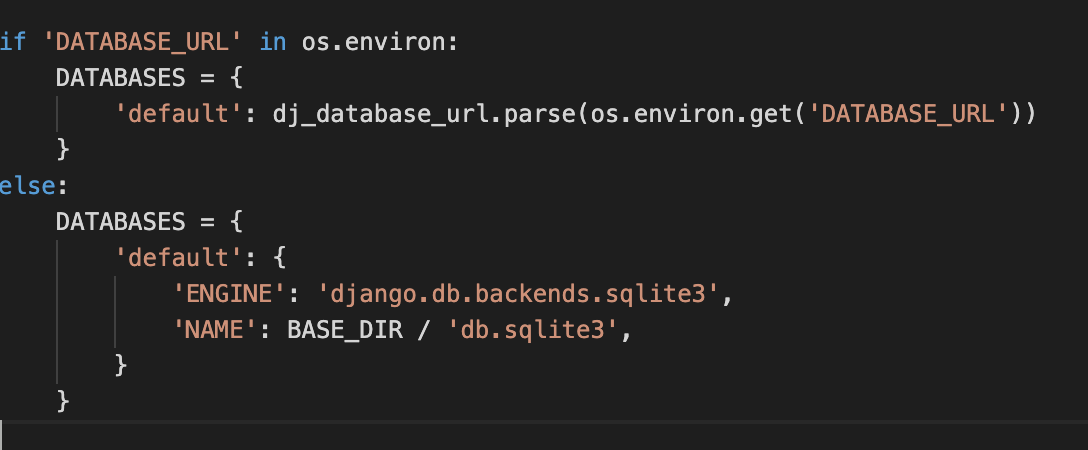 if 'DATABASE_URL' in os.environ:
    DATABASES = {
        'default': dj_database_url.parse(os.environ.get('DATABASE_URL'))
    }
else:
    DATABASES = {
        'default': {
            'ENGINE': 'django.db.backends.sqlite3',
            'NAME': BASE_DIR / 'db.sqlite3',
        }
    }